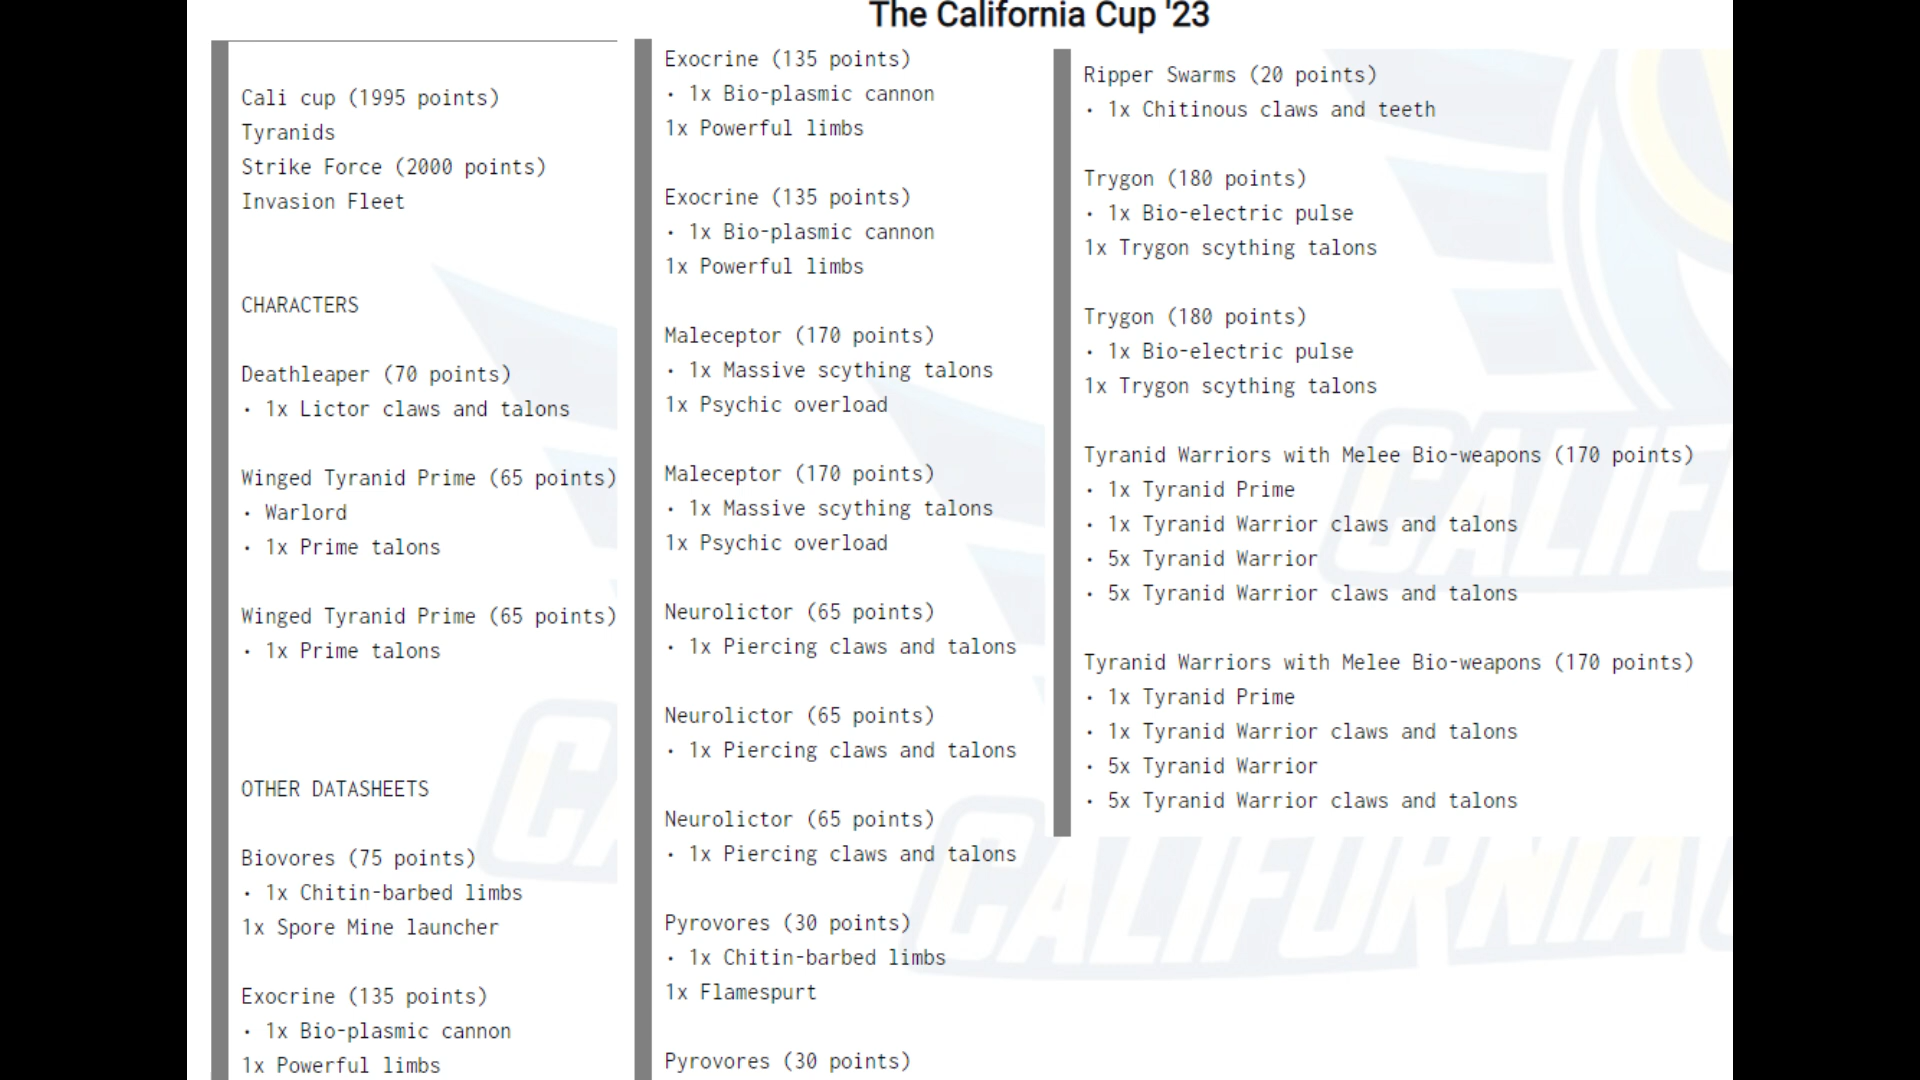 The California Cup '23
Cali cup (1995 points)
Tyranids
Strike Force (2000 points)
Invasion Fleet
CHARACTERS
Deathleaper (70 points)
• 1x Lictor claws and talons
Winged Tyranid Prime (65 points)
• Warlord
• 1x Prime talons
Winged Tyranid Prime (65 points)
• 1x Prime talons
OTHER DATASHEETS
Biovores (75 points)
• 1x Chitin-barbed limbs
1x Spore Mine launcher
Exocrine (135 points)
• 1x Bio-plasmic cannon
1x Powerful limbs
Exocrine (135 points)
• 1x Bio-plasmic cannon
1x Powerful limbs
Exocrine (135 points)
• 1x Bio-plasmic cannon
1x Powerful limbs
Maleceptor (170 points)
• 1x Massive scything talons
1x Psychic overload
Maleceptor (170 points)
• 1x Massive scything talons
1x Psychic overload
Neurolictor (65 points)
• 1x Piercing claws and talons
Neurolictor (65 points)
• 1x Piercing claws and talons
Neurolictor (65 points)
• 1x Piercing claws and talons
Pyrovores (30 points)
• 1x Chitin-barbed limbs
1x Flamespurt
Pyrovores (30 points)
Ripper Swarms (20 points)
• 1x Chitinous claws and teeth
Trygon (180 points)
• 1x Bio-electric pulse
1x Trygon scything talons
Trygon (180 points)
• 1x Bio-electric pulse
1x Trygon scything talons
Tyranid Warriors with Melee Bio-weapons (170 points)
• 1x Tyranid Prime
• 1x Tyranid Warrior claws and talons
• 5x Tyranid Warrior
• 5x Tyranid Warrior claws and talons
Tyranid Warriors with Melee Bio-weapons (170 points)
• 1x Tyranid Prime
• 1x Tyranid Warrior claws and talons
• 5x Tyranid Warrior
• 5x Tyranid Warrior claws and talons
CA
CALIFORNIA
CALIF